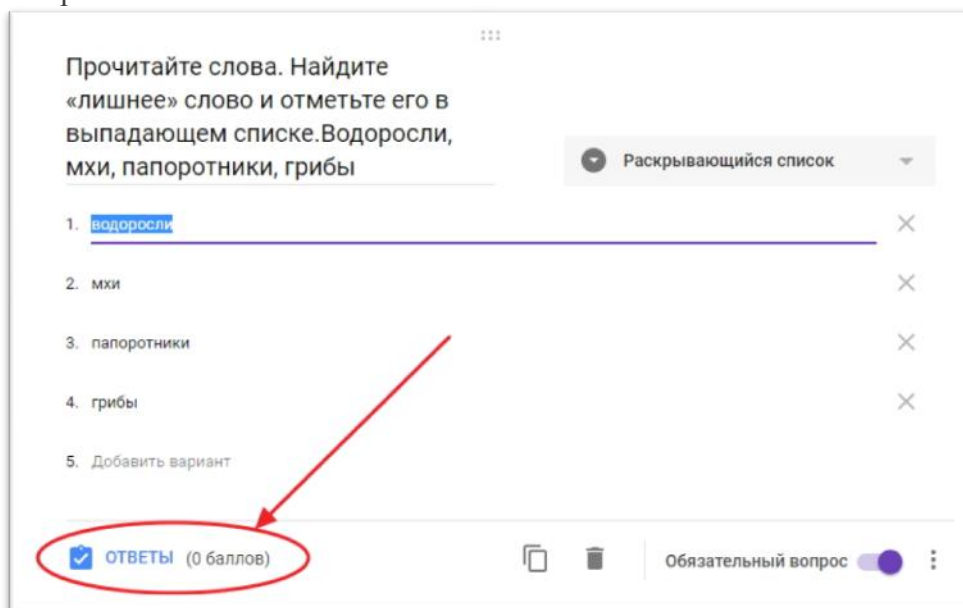 Прочитайте слова. Найдите
«лишнее» слово и отметьте его в
выпадающем списке.Водоросли,
мхи, папоротники, грибы
Раскрывающийся список
1. водоросли
2. мхи
3. папоротники
4. грибы
5. Добавить вариант
ОТВЕТЫ (0 баллов)
Обязательный вопрос